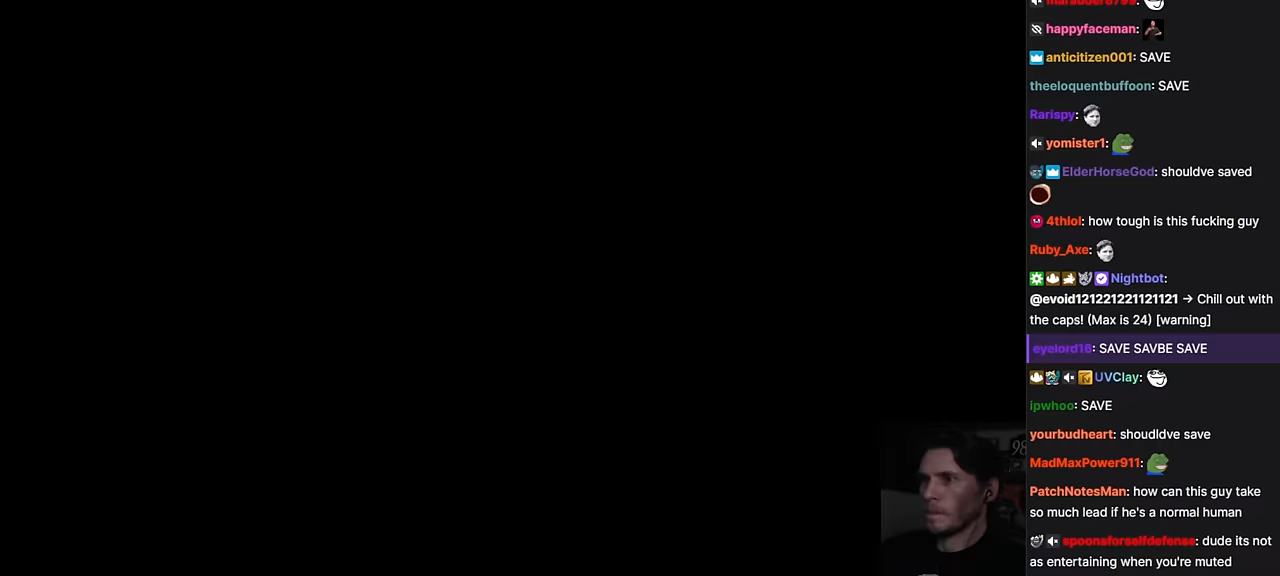 happyfaceman:
anticitizen001: SAVE
theeloquentbuffoon: SAVE
Rarispy:
yomister1:
ElderHorseGod: shouldve saved
4thlol: how tough is this fucking guy
Ruby_Axe:
Nightbot:
@evoid121221221121121 → Chill out with
the caps! (Max is 24) [warning]
eyelord16: SAVE SAVBE SAVE
UVClay:
ipwhoo: SAVE
yourbudheart: shoudldve save
MadMaxPower911:
PatchNotesMan: how can this guy take
so much lead if he's a normal human
spoonsforselfdefense: dude its not
as entertaining when you're muted